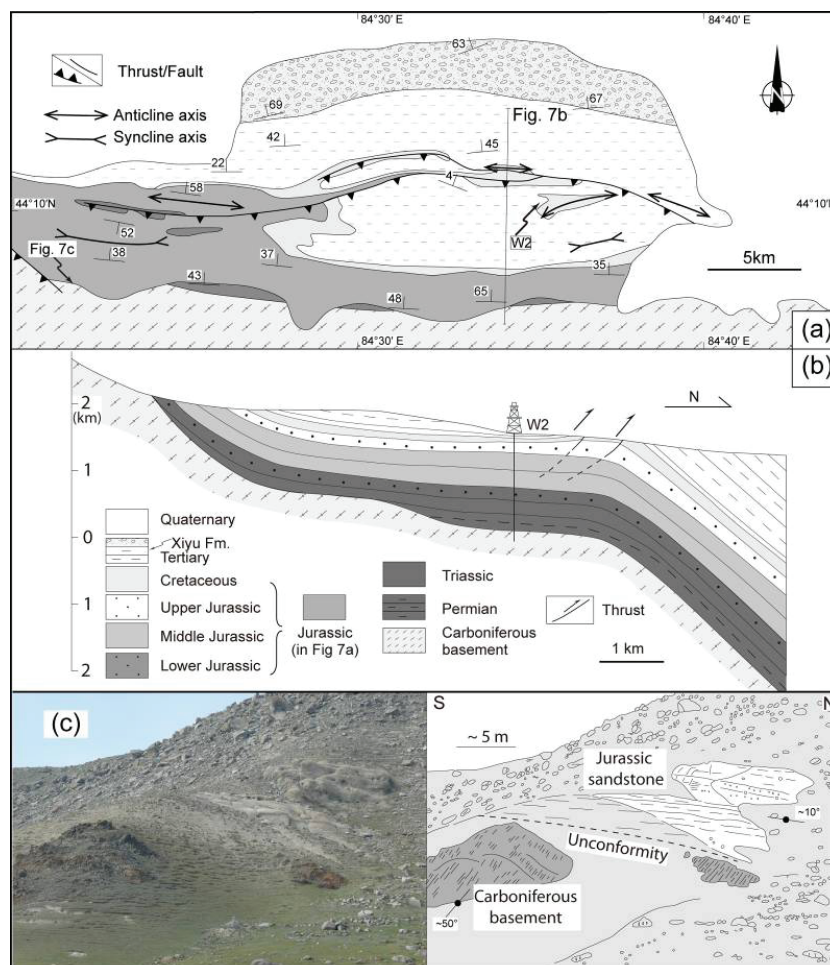 84°30′ E
84°40′ E
Thrust/Fault
Anticline axis
Syncline axis
63
69
67
Fig. 7b
42
45
22
58
4
44°10′N
44°10′N
52
W2
Fig. 7c
38
37
35
5km
43
48
65
84°30′ E
84°40′ E
(a)
(b)
2
(km)
W2
N
1
0
Quaternary
Xiyu Fm.
Tertiary
Cretaceous
Upper Jurassic
Middle Jurassic
Lower Jurassic
Jurassic
(in Fig 7a)
Triassic
Permian
Carboniferous
basement
Thrust
1
2
1 km
(c)
S
N
~ 5 m
Jurassic
sandstone
~10°
Unconformity
Carboniferous
basement
~50°